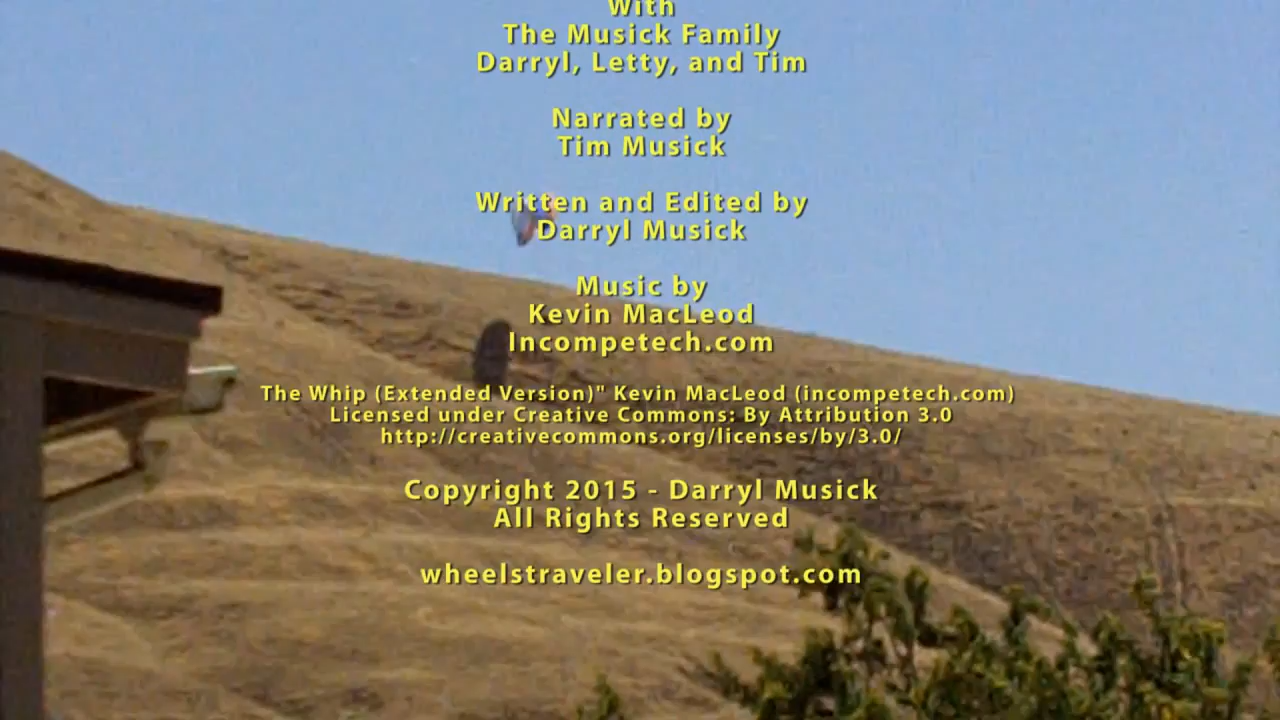 With
The Musick Family
Darryl, Letty, and Tim
Narrated by
Tim Musick
Written and Edited by
Darryl Musick
Music by
Kevin MacLeod
Incompetech.com
The Whip (Extended Version)" Kevin MacLeod (incompetech.com)
Licensed under Creative Commons: By Attribution 3.0
http://creativecommons.org/licenses/by/3.0/
Copyright 2015 - Darryl Musick
All Rights Reserved
wheelstraveler.blogspot.com